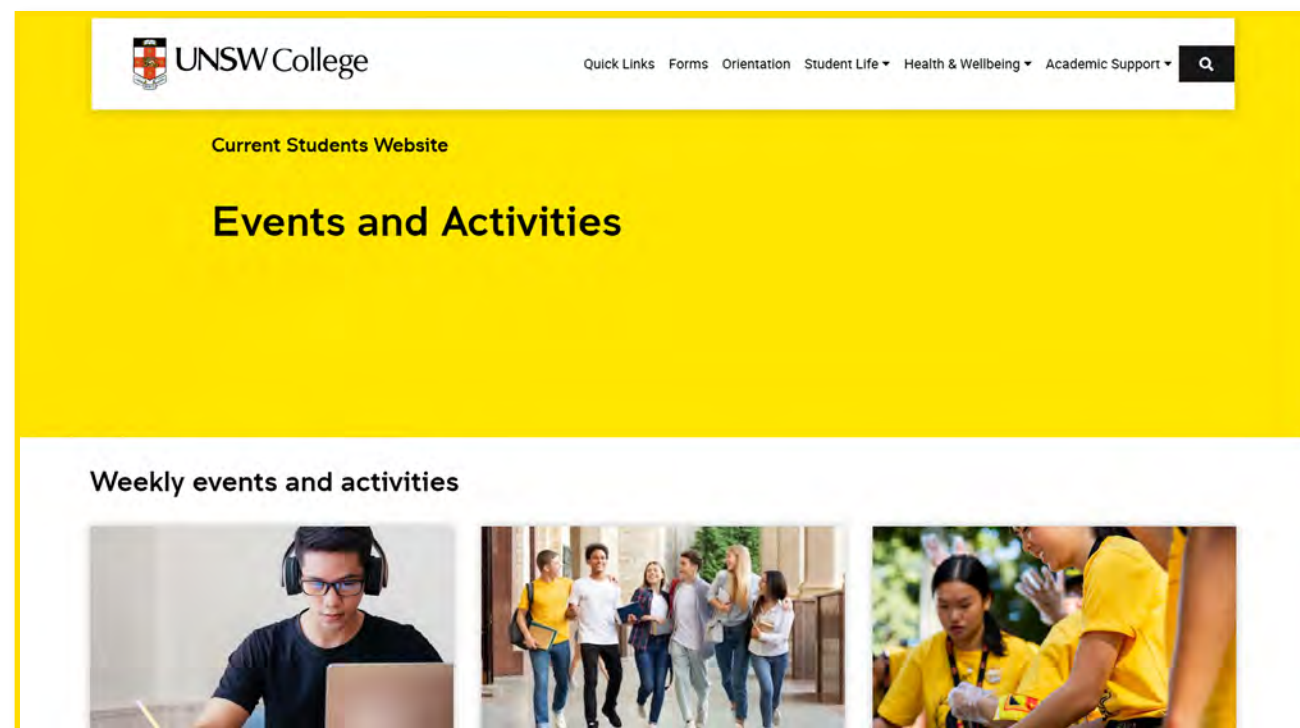 UNSW College
Quick Links Forms Orientation Student Life Health & Wellbeing Academic Support
Current Students Website
Events and Activities
Weekly events and activities